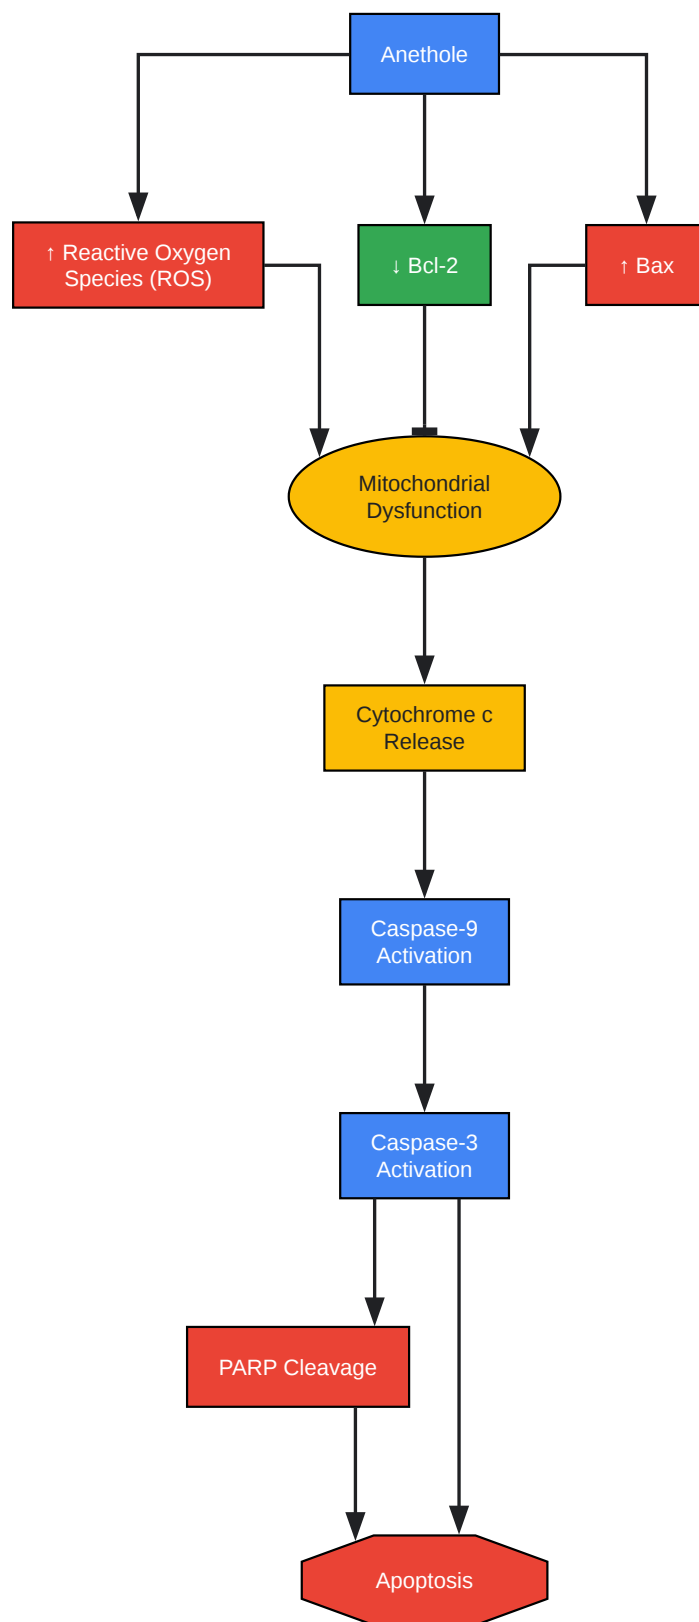 Anethole
↑ Reactive Oxygen
Species (ROS)
↓ Bcl-2
↑ Bax
Mitochondrial
Dysfunction
Cytochrome c
Release
Caspase-9
Activation
Caspase-3
Activation
PARP Cleavage
Apoptosis